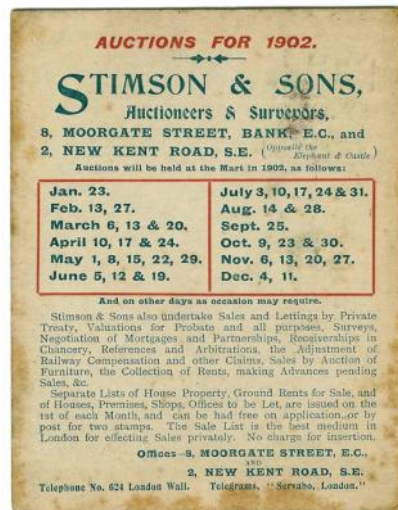 AUCTIONS FOR 1902.
STIMSON & SONS,
Auctioneers & Surveyors,
8, MOORGATE STREET, BANK, E.C., and
2, NEW KENT ROAD, S.E. (Opposite the Elephant & Castle)
Auctions will be held at the Mart in 1902, as follows:
Jan. 23.
Feb. 13, 27.
March 6, 13 & 20.
April 10, 17 & 24.
May 1, 8, 15, 22, 29.
June 5, 12 & 19.
July 3, 10, 17, 24 & 31.
Aug. 14 & 28.
Sept. 25.
Oct. 9, 23 & 30.
Nov. 6, 13, 20, 27.
Dec. 4, 11.
And on other days as occasion may require.
Stimson & Sons also undertake Sales and Lettings by Private
Treaty, Valuations for Probate and all purposes, Surveys,
Negotiation of Mortgages and Partnerships, Receiverships in
Chancery, References and Arbitrations, the Adjustment of
Railway Compensation and other Claims, Sales by Auction of
Furniture, the Collection of Rents, making Advances pending
Sales, &c.
Separate Lists of House Property, Ground Rents for Sale, and
of Houses, Premises, Shops, Offices to be Let, are issued on the
1st of each Month, and can be had free on application, or by
post for two stamps. The Sale List is the best medium in
London for effecting Sales privately. No charge for insertion.
Offices—8, MOORGATE STREET, E.C.,
AND
2, NEW KENT ROAD, S.E.
Telephone No. 624 London Wall. Telegrams, "Servabo, London."